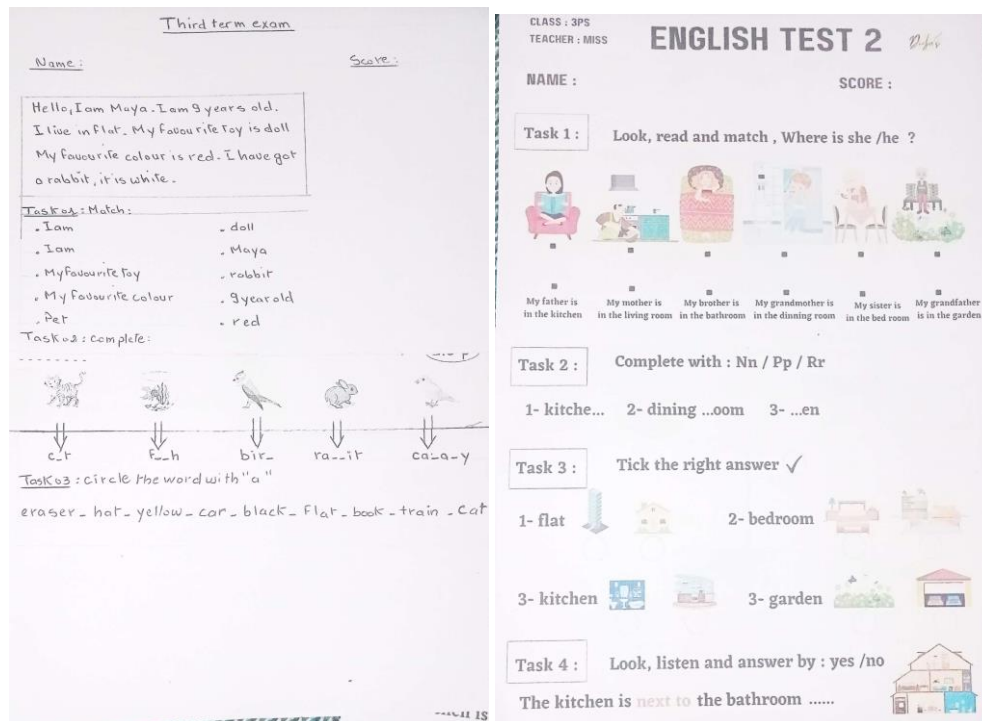 Third term exam
Name :
Score :
Hello, I am Maya. I am 9 years old.
I live in flat. My favourite toy is doll
My favourite colour is red. I have got
a rabbit, it is white.
Task 01 : Match :
. I am
. doll
. I am
. Maya
. My favourite toy
. rabbit
. My favourite colour
. 9 year old
. Pet
. red
Task 02 : complete :
c_t
f__h
bir_
ra__it
ca_a_y
Task 03 : circle the word with "a"
eraser - hat - yellow - car - black - flat - book - train - cat
CLASS : 3PS
TEACHER : MISS
ENGLISH TEST 2
NAME :
SCORE :
Task 1 :
Look, read and match , Where is she /he ?
My father is
in the kitchen
My mother is
in the living room
My brother is
in the bathroom
My grandmother is
in the dinning room
My sister is
in the bed room
My grandfather
is in the garden
Task 2 :
Complete with : Nn / Pp / Rr
1- kitche... 2- dining ...oom 3- ...en
Task 3 :
Tick the right answer ✓
1- flat
2- bedroom
3- kitchen
3- garden
Task 4 :
Look, listen and answer by : yes /no
The kitchen is next to the bathroom ......